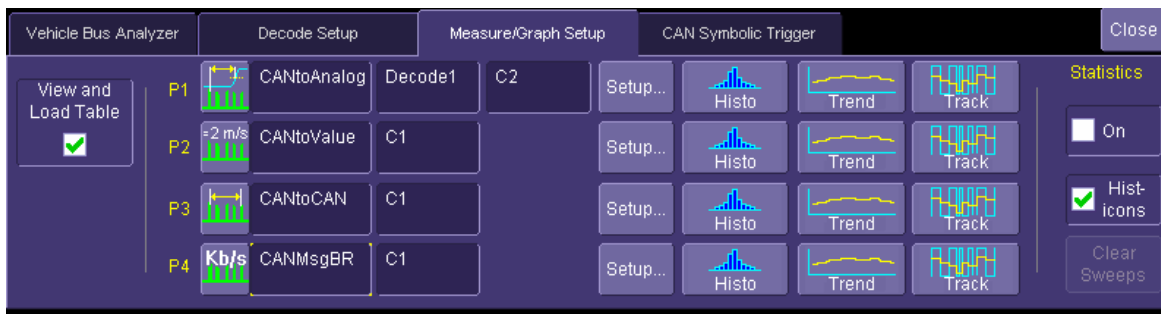 Vehicle Bus Analyzer Decode Setup Measure/Graph Setup CAN Symbolic Trigger Close
View and
Load Table
P1 CANtoAnalog Decode1 C2 Setup... Histo Trend Track
P2 =2 m/s CANtoValue C1 Setup... Histo Trend Track
P3 CANtoCAN C1 Setup... Histo Trend Track
P4 Kb/s CANMsgBR C1 Setup... Histo Trend Track
Statistics
On
Hist-
icons
Clear
Sweeps